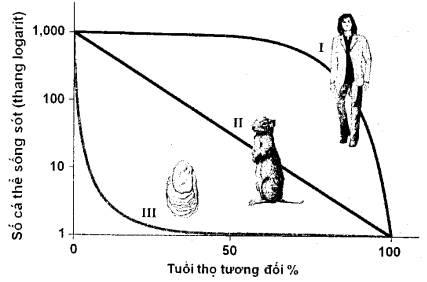 Số cá thể sống sót (thang logarit)
1,000
100
10
1
I
II
III
0
50
100
Tuổi thọ tương đối %